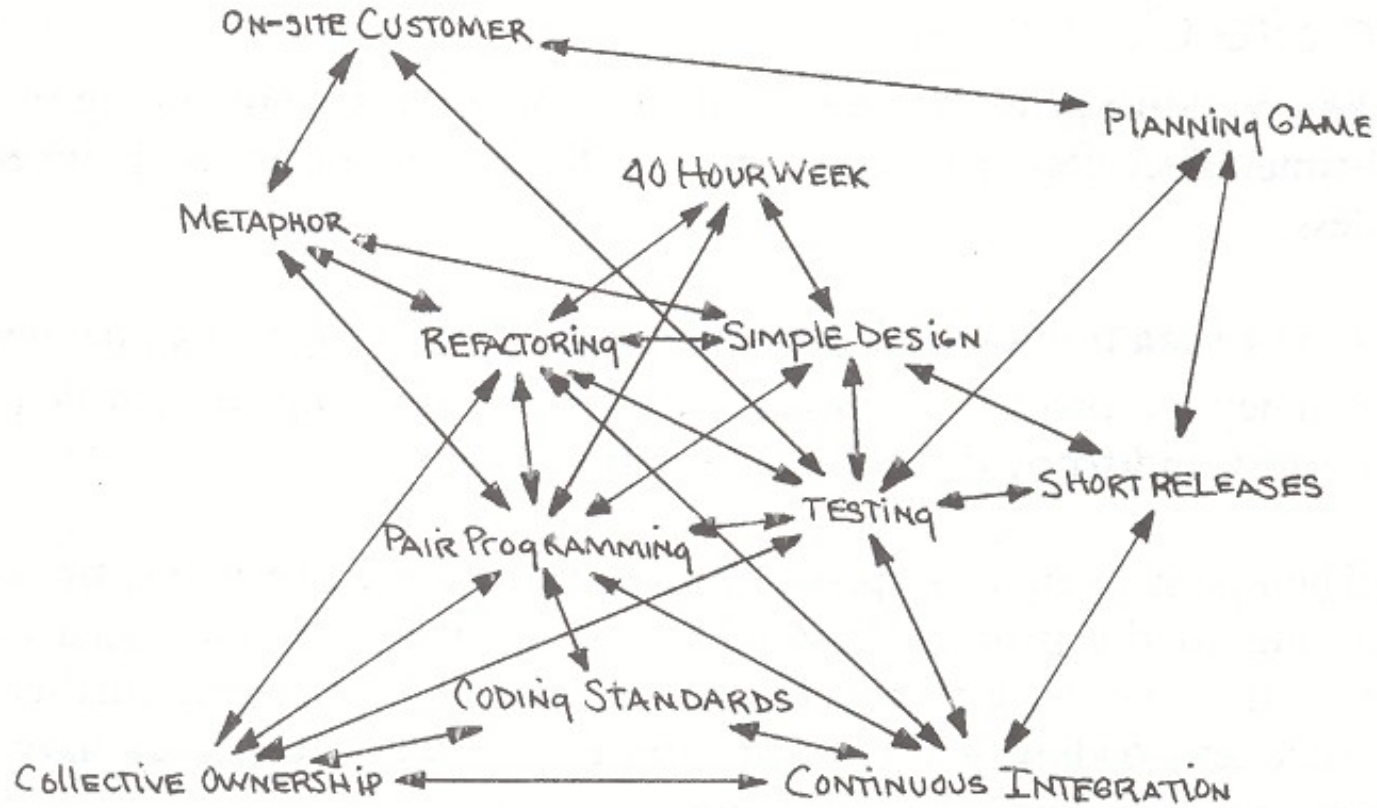 ON-SITE CUSTOMER
PLANNING GAME
40 HOUR WEEK
METAPHOR
REFACTORING
SIMPLE DESIGN
SHORT RELEASES
TESTING
PAIR PROGRAMMING
CODING STANDARDS
COLLECTIVE OWNERSHIP
CONTINUOUS INTEGRATION